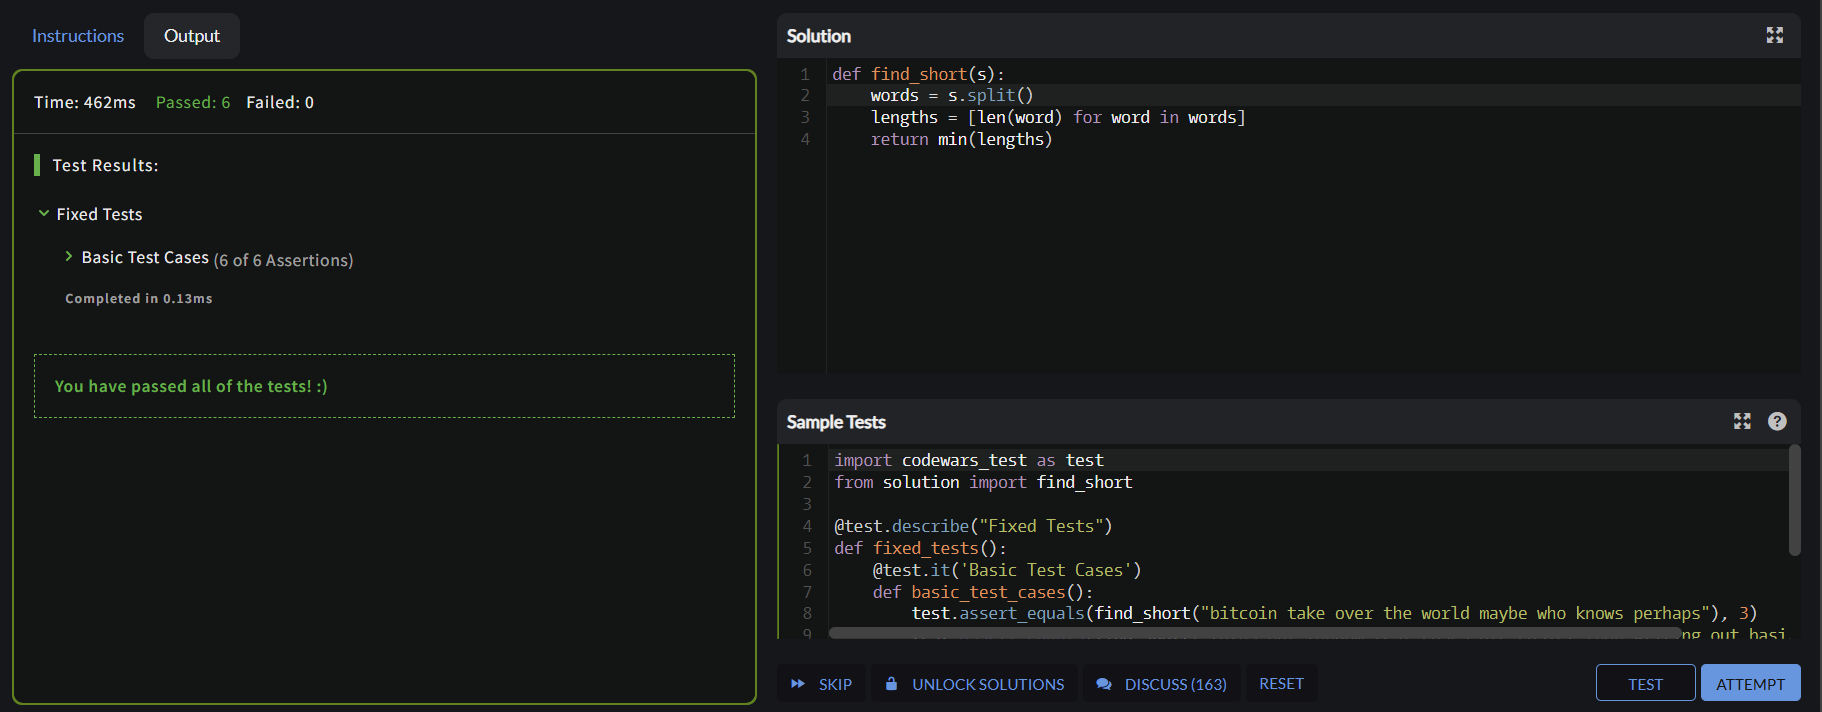 Instructions
Output
Time: 462ms Passed: 6 Failed: 0
Test Results:
Fixed Tests
Basic Test Cases (6 of 6 Assertions)
Completed in 0.13ms
You have passed all of the tests! :)
Solution
1 def find_short(s):
2     words = s.split()
3     lengths = [len(word) for word in words]
4     return min(lengths)
Sample Tests
?
1 import codewars_test as test
2 from solution import find_short
3
4 @test.describe("Fixed Tests")
5 def fixed_tests():
6     @test.it('Basic Test Cases')
7     def basic_test_cases():
8         test.assert_equals(find_short("bitcoin take over the world maybe who knows perhaps"), 3)
9 out basi
SKIP
UNLOCK SOLUTIONS
DISCUSS (163)
RESET
TEST
ATTEMPT